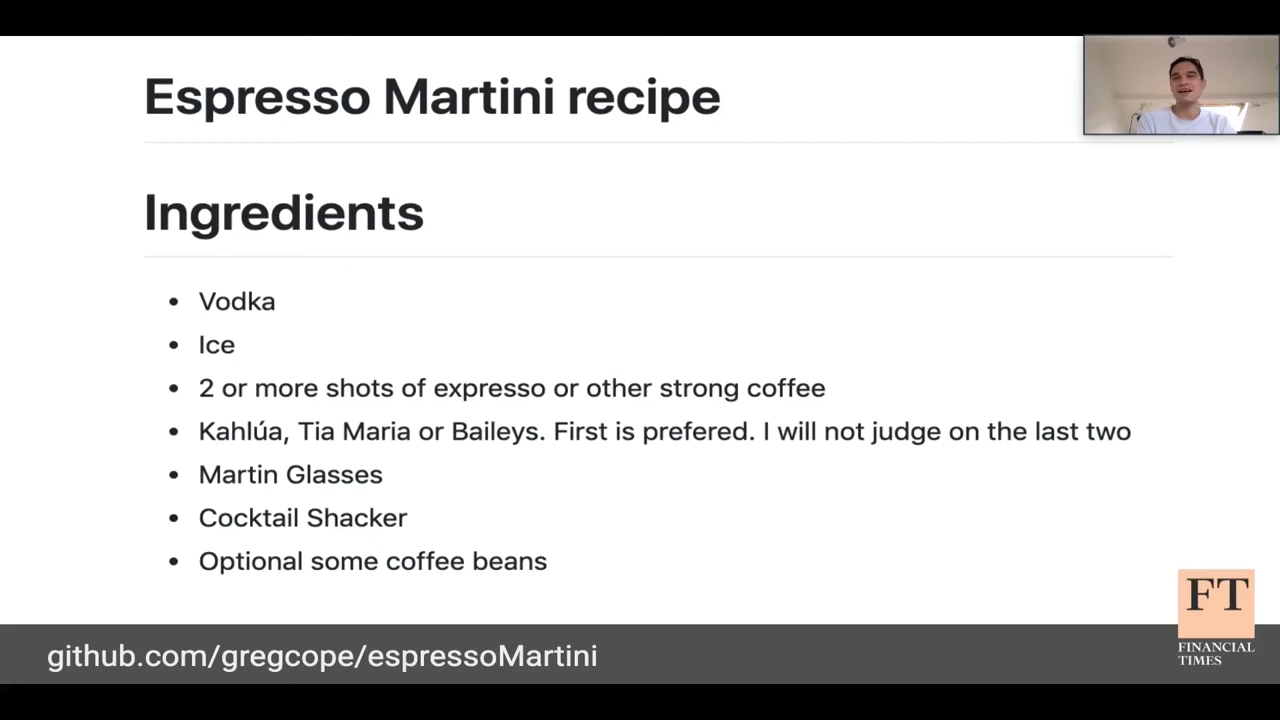 Espresso Martini recipe
Ingredients
• Vodka
• Ice
• 2 or more shots of expresso or other strong coffee
• Kahlúa, Tia Maria or Baileys. First is prefered. I will not judge on the last two
• Martin Glasses
• Cocktail Shacker
• Optional some coffee beans
FT
FINANCIAL
TIMES
github.com/gregcope/espressoMartini